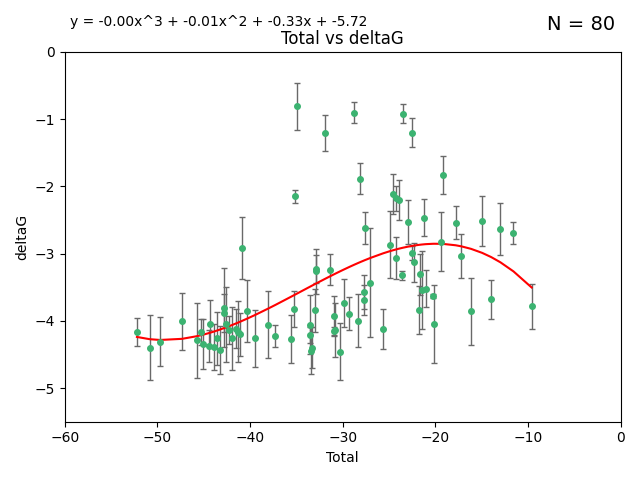 y = -0.00x^3 + -0.01x^2 + -0.33x + -5.72
N = 80
Total vs deltaG
deltaG
0
−1
−2
−3
−4
−5
−60 −50 −40 −30 −20 −10 0
Total